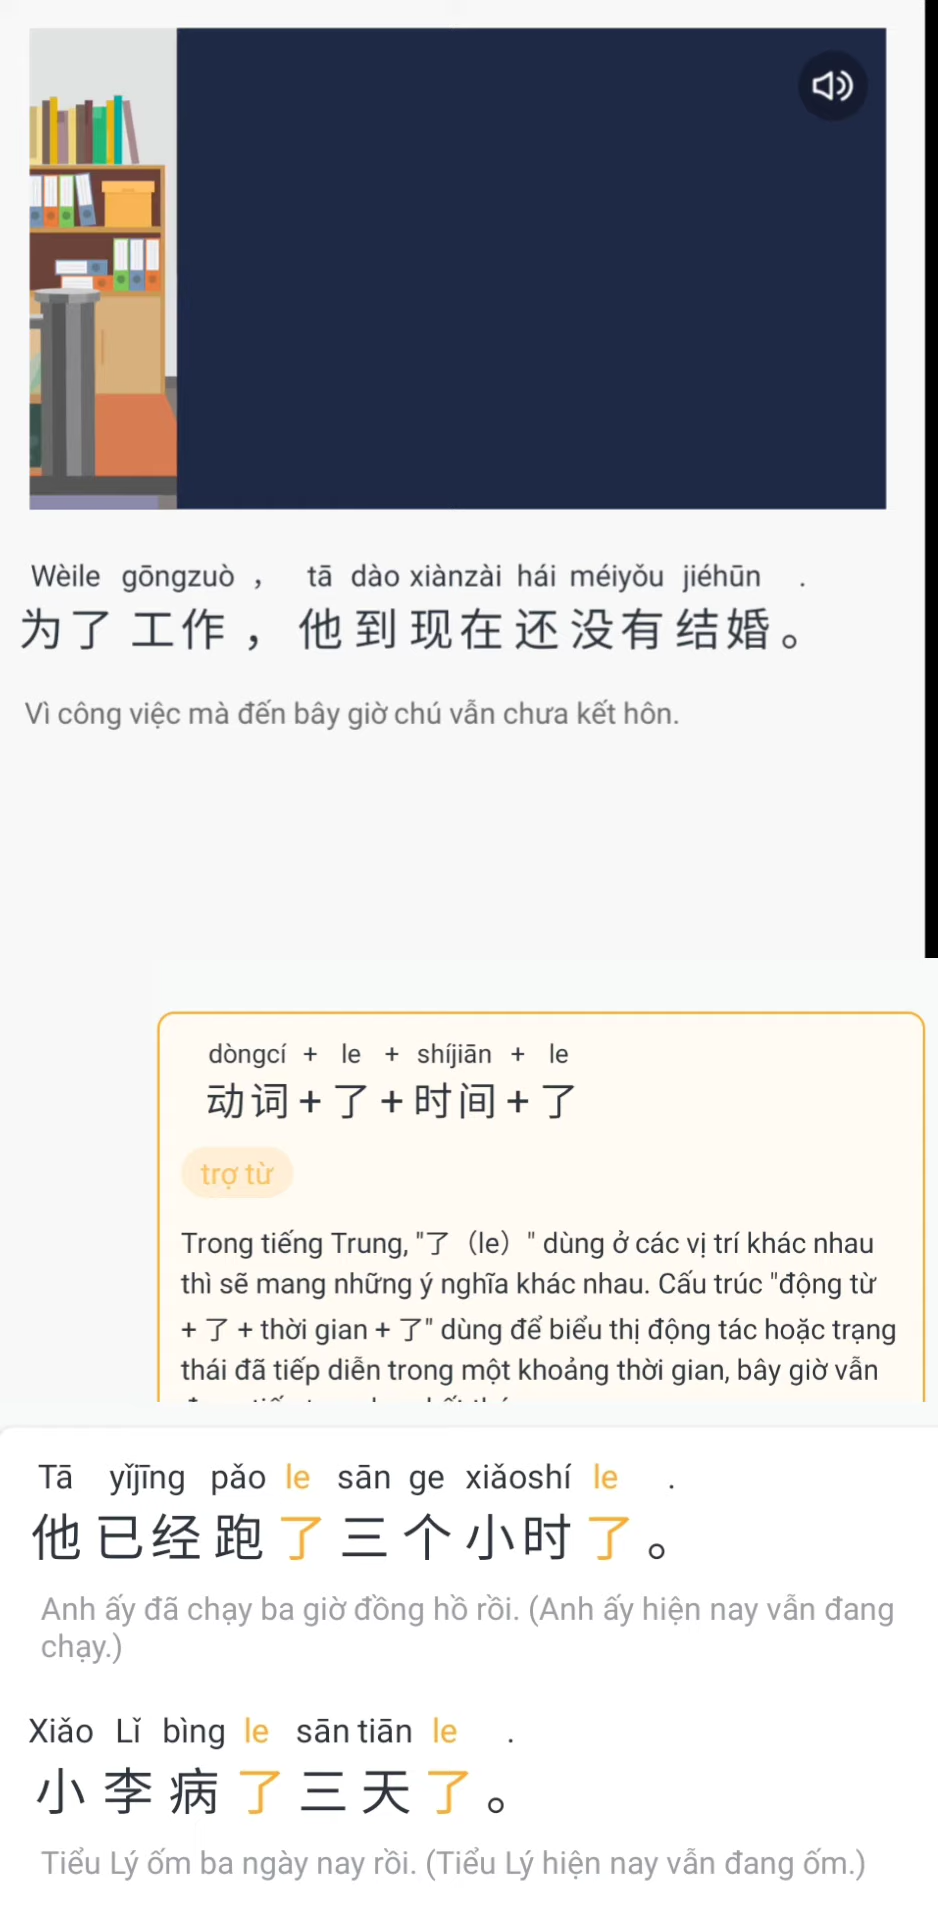 Wèile gōngzuò , tā dào xiànzài hái méiyǒu jiéhūn .
为了工作，他到现在还没有结婚。
Vì công việc mà đến bây giờ chú vẫn chưa kết hôn.
dòngcí + le + shíjiān + le
动词+了+时间+了
trợ từ
Trong tiếng Trung, "了（le）" dùng ở các vị trí khác nhau
thì sẽ mang những ý nghĩa khác nhau. Cấu trúc "động từ
+ 了 + thời gian + 了" dùng để biểu thị động tác hoặc trạng
thái đã tiếp diễn trong một khoảng thời gian, bây giờ vẫn
Tā yǐjīng pǎo le sān ge xiǎoshí le .
他已经跑了三个小时了。
Anh ấy đã chạy ba giờ đồng hồ rồi. (Anh ấy hiện nay vẫn đang
chạy.)
Xiǎo Lǐ bìng le sān tiān le .
小李病了三天了。
Tiểu Lý ốm ba ngày nay rồi. (Tiểu Lý hiện nay vẫn đang ốm.)